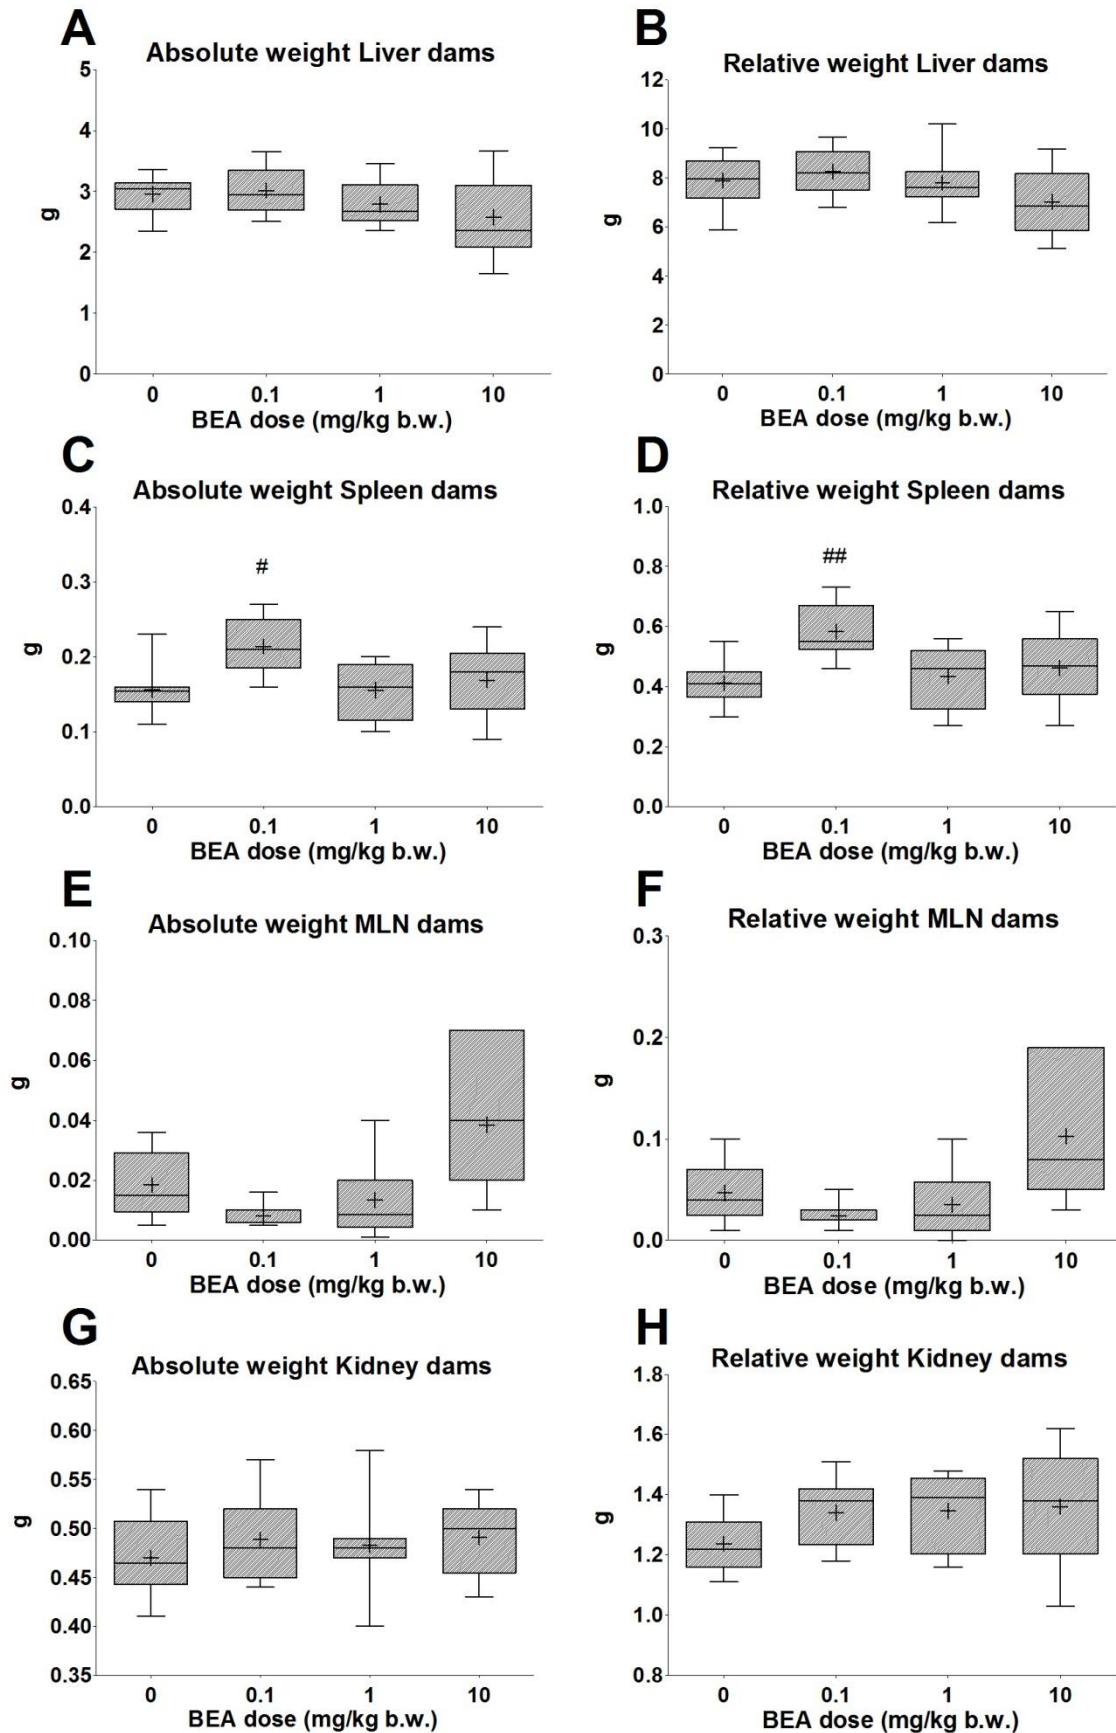 A
Absolute weight Liver dams
5
4
3
2
1
0
g
0 0.1 1 10
BEA dose (mg/kg b.w.)
B
Relative weight Liver dams
12
10
8
6
4
2
0
g
0 0.1 1 10
BEA dose (mg/kg b.w.)
C
Absolute weight Spleen dams
0.4
0.3
0.2
0.1
0.0
g
#
0 0.1 1 10
BEA dose (mg/kg b.w.)
D
Relative weight Spleen dams
1.0
0.8
0.6
0.4
0.2
0.0
g
##
0 0.1 1 10
BEA dose (mg/kg b.w.)
E
Absolute weight MLN dams
0.10
0.08
0.06
0.04
0.02
0.00
g
0 0.1 1 10
BEA dose (mg/kg b.w.)
F
Relative weight MLN dams
0.3
0.2
0.1
0.0
g
0 0.1 1 10
BEA dose (mg/kg b.w.)
G
Absolute weight Kidney dams
0.65
0.60
0.55
0.50
0.45
0.40
0.35
g
0 0.1 1 10
BEA dose (mg/kg b.w.)
H
Relative weight Kidney dams
1.8
1.6
1.4
1.2
1.0
0.8
g
0 0.1 1 10
BEA dose (mg/kg b.w.)